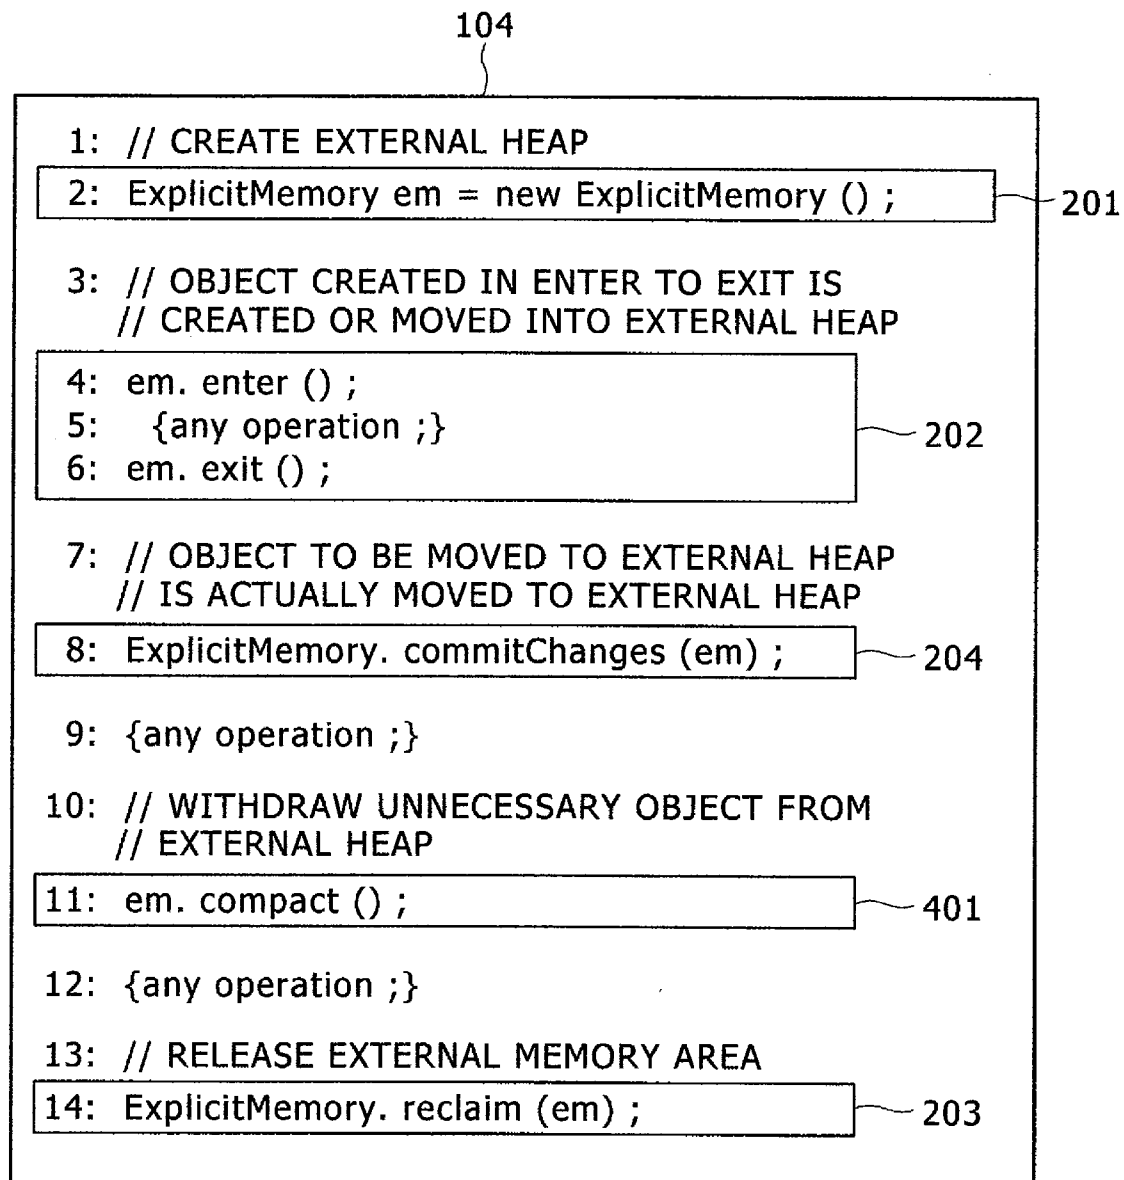 104
1: // CREATE EXTERNAL HEAP
2: ExplicitMemory em = new ExplicitMemory () ;
201
3: // OBJECT CREATED IN ENTER TO EXIT IS
// CREATED OR MOVED INTO EXTERNAL HEAP
4: em. enter () ;
5: {any operation ;}
202
6: em. exit () ;
7: // OBJECT TO BE MOVED TO EXTERNAL HEAP
// IS ACTUALLY MOVED TO EXTERNAL HEAP
8: ExplicitMemory. commitChanges (em) ;
204
9: {any operation ;}
10: // WITHDRAW UNNECESSARY OBJECT FROM
// EXTERNAL HEAP
11: em. compact () ;
401
12: {any operation ;}
13: // RELEASE EXTERNAL MEMORY AREA
14: ExplicitMemory. reclaim (em) ;
203